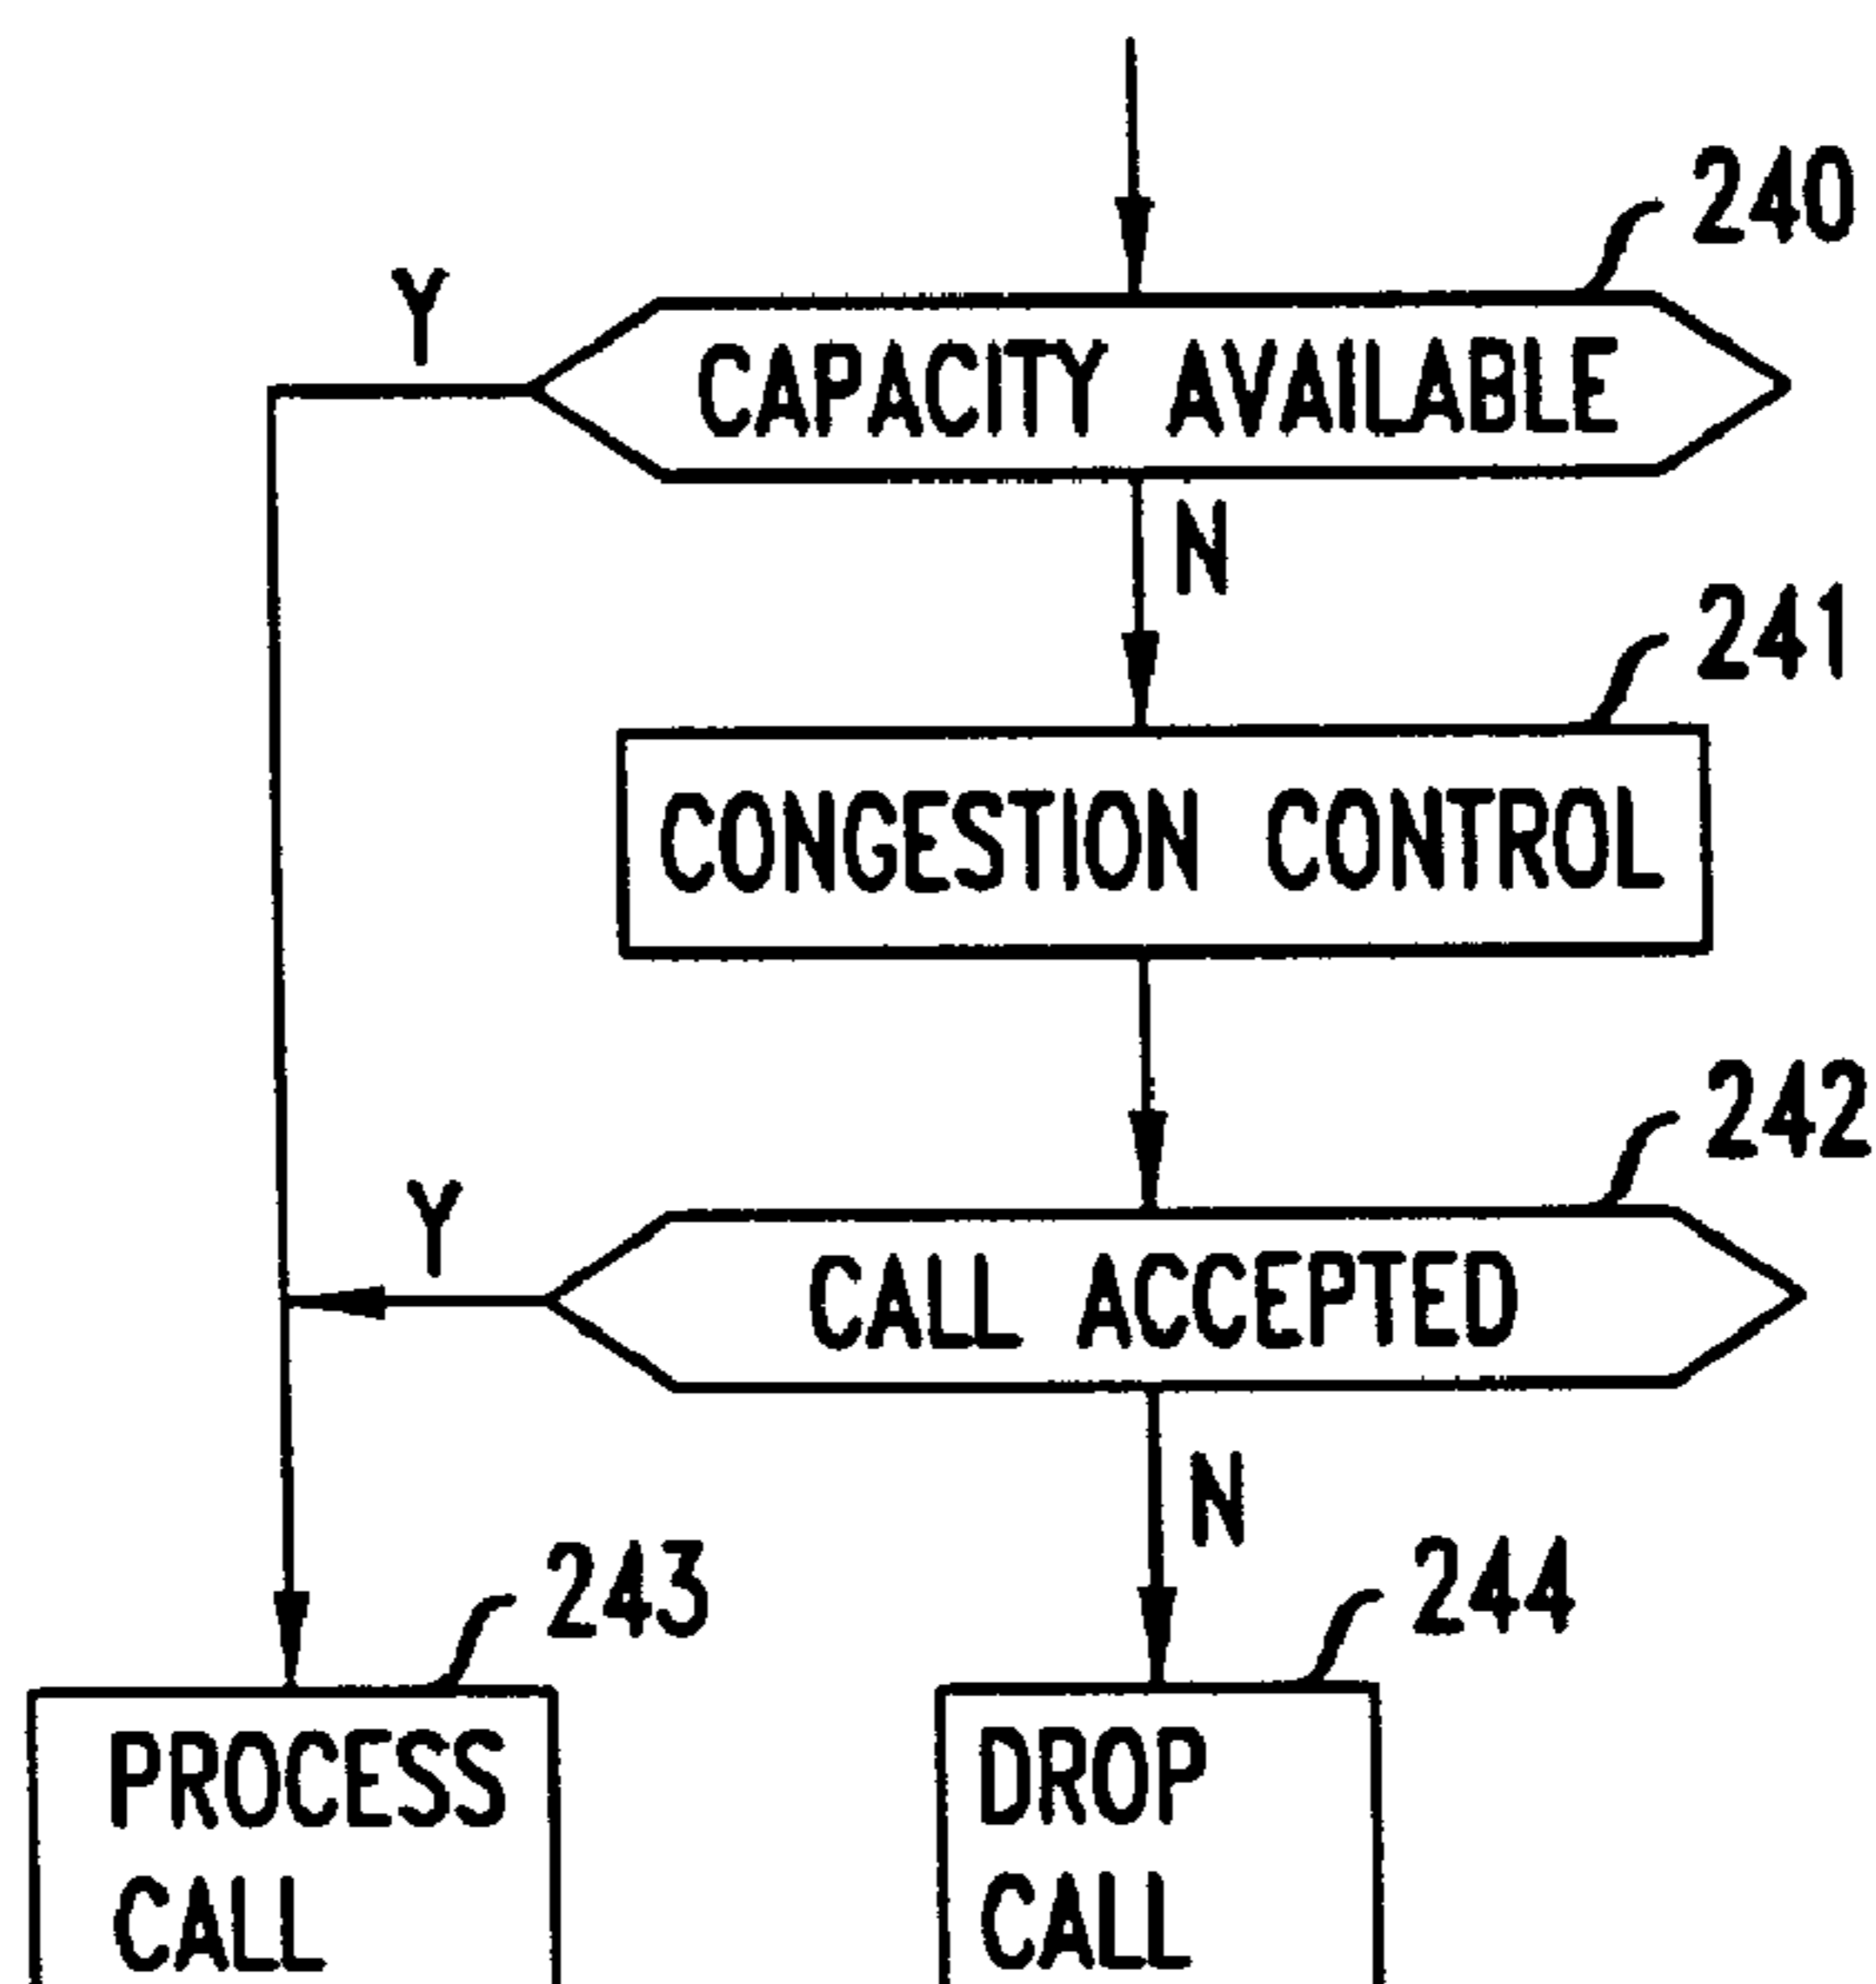 240
Y
CAPACITY AVAILABLE
N
241
CONGESTION CONTROL
242
Y
CALL ACCEPTED
N
243
244
PROCESS
CALL
DROP
CALL